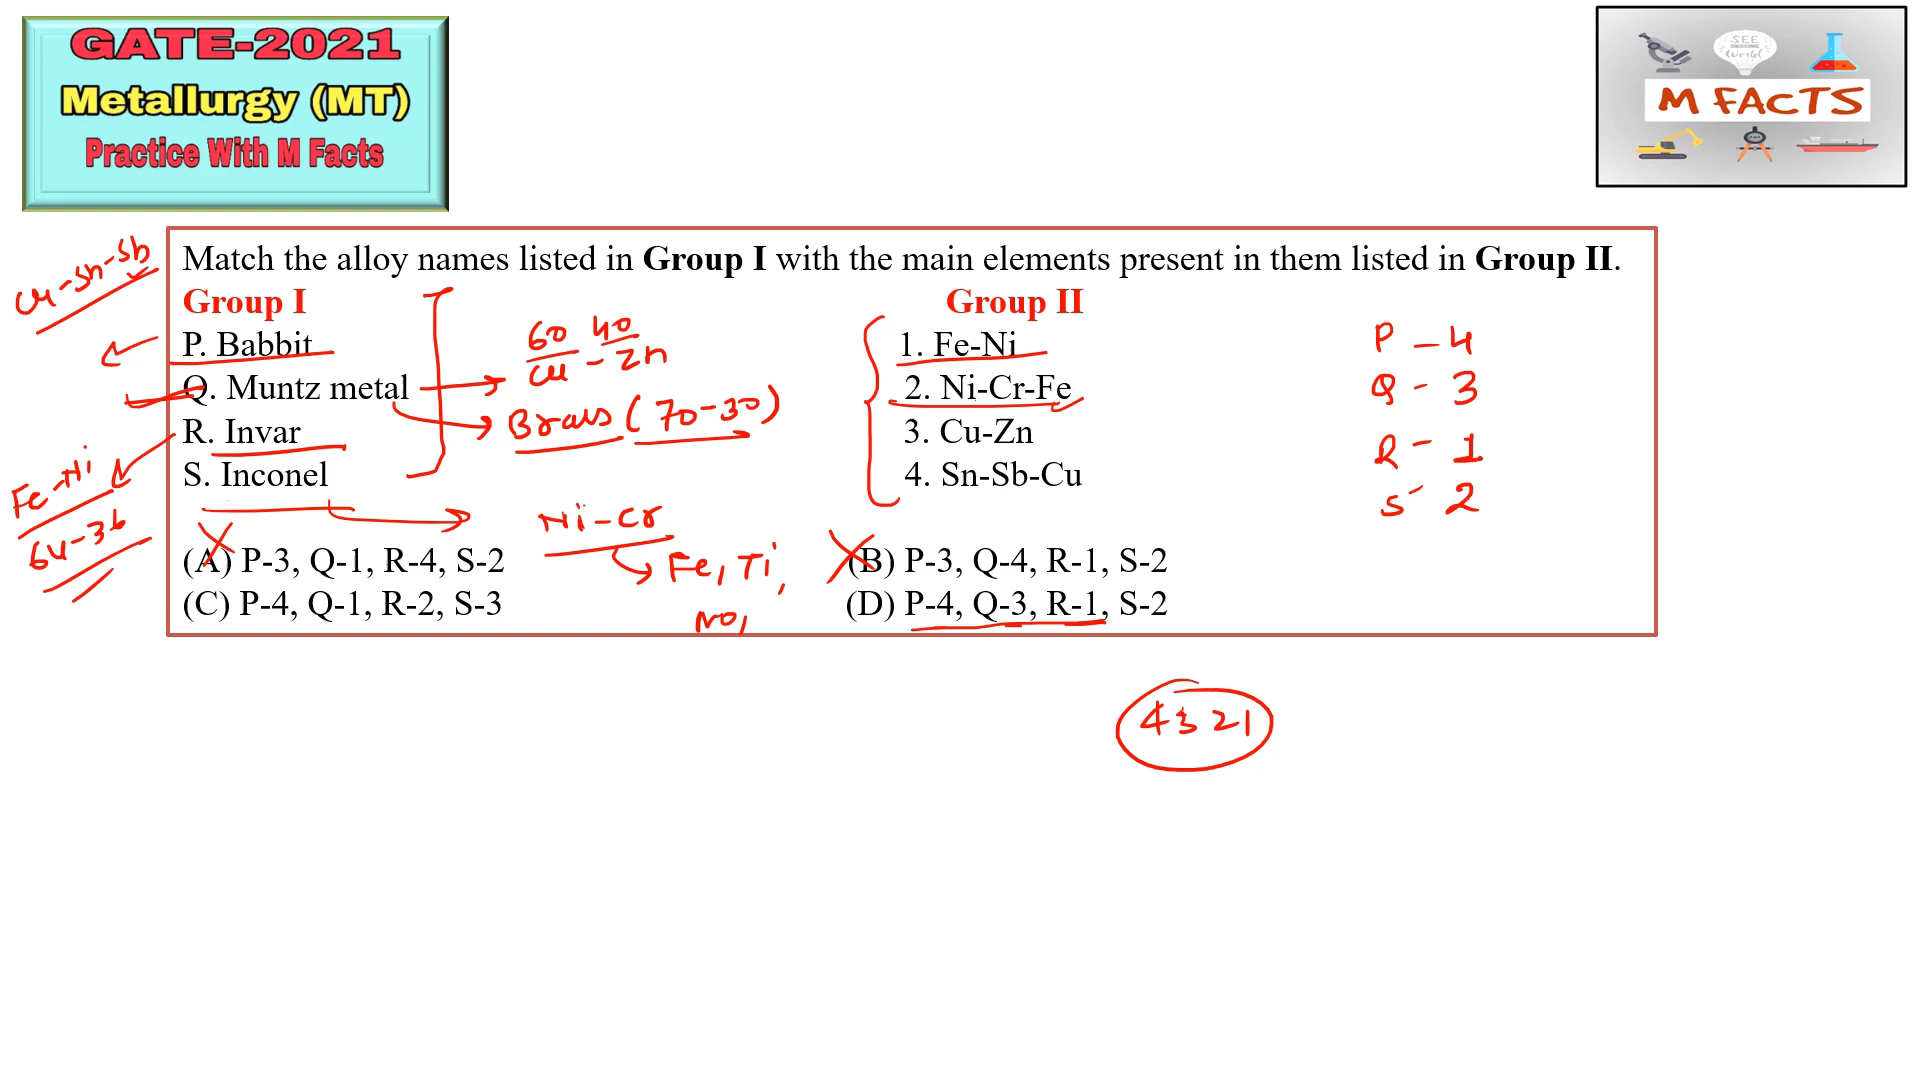 GATE-2021
Metallurgy (MT)
Practice With M Facts
SEE
World
M FACTS
Cu-Sn-Sb
Match the alloy names listed in Group I with the main elements present in them listed in Group II.
Group I
Group II
P. Babbit
60 40
Cu - Zn
1. Fe-Ni
P - 4
Q. Muntz metal
Brass (70-30)
2. Ni-Cr-Fe
Q - 3
R. Invar
3. Cu-Zn
R - 1
Fe-Ni
64-36
S. Inconel
4. Sn-Sb-Cu
S - 2
Ni-Cr
(A) P-3, Q-1, R-4, S-2
Fe, Ti,
(B) P-3, Q-4, R-1, S-2
(C) P-4, Q-1, R-2, S-3
Mo,
(D) P-4, Q-3, R-1, S-2
4321